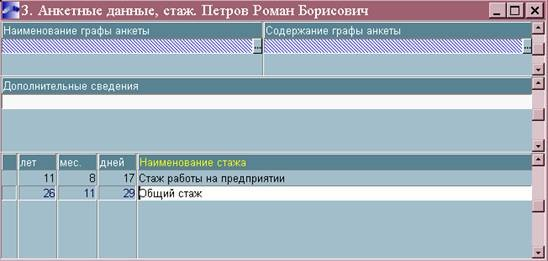 3. Анкетные данные, стаж. Петров Роман Борисович
Наименование графы анкеты Содержание графы анкеты
... ...
Дополнительные сведения
лет мес. дней Наименование стажа
11 8 17 Стаж работы на предприятии
26 11 29 Общий стаж